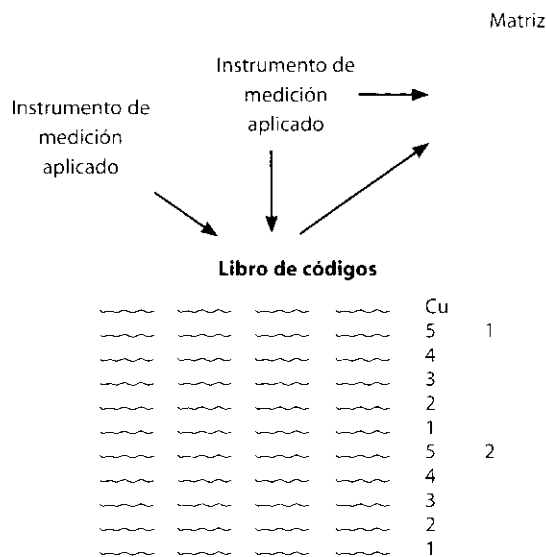 Matriz
Instrumento de
medición
aplicado
Instrumento de
medición
aplicado
Libro de códigos
Cu
5 1
4
3
2
1
5 2
4
3
2
1